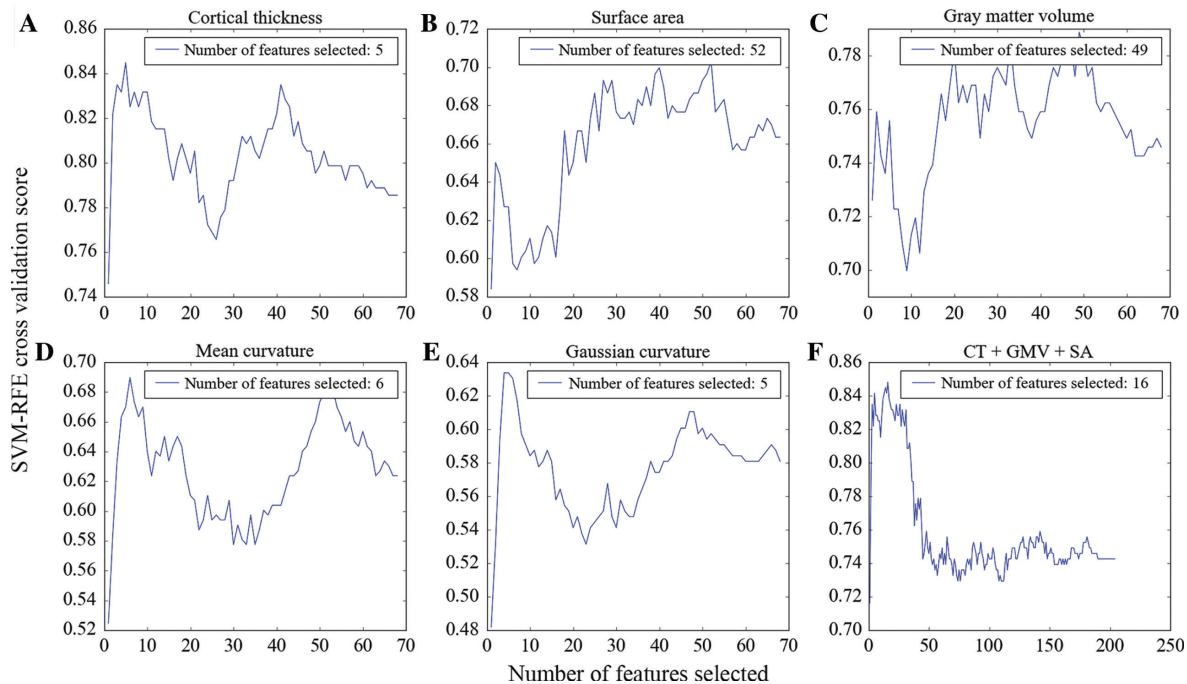 A
Cortical thickness
Number of features selected: 5
0.86
0.84
0.82
0.80
0.78
0.76
0.74
0 10 20 30 40 50 60 70
B
Surface area
Number of features selected: 52
0.72
0.70
0.68
0.66
0.64
0.62
0.60
0.58
0 10 20 30 40 50 60 70
C
Gray matter volume
Number of features selected: 49
0.78
0.76
0.74
0.72
0.70
0 10 20 30 40 50 60 70
SVM-RFE cross validation score
D
Mean curvature
Number of features selected: 6
0.70
0.68
0.66
0.64
0.62
0.60
0.58
0.55
0.53
0.52
0 10 20 30 40 50 60 70
E
Gaussian curvature
Number of features selected: 5
0.64
0.62
0.60
0.58
0.56
0.54
0.52
0.50
0.48
0 10 20 30 40 50 60 70
F
CT + GMV + SA
Number of features selected: 16
0.86
0.84
0.82
0.80
0.78
0.76
0.74
0.72
0.70
0 50 100 150 200 250
Number of features selected